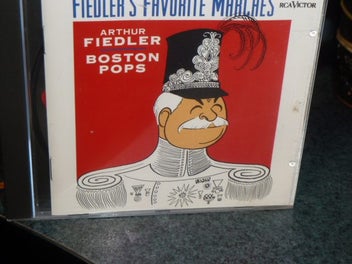 FIEDLER'S FAVORITE MARCHES
RCA VICTOR
ARTHUR
FIEDLER
BOSTON
POPS